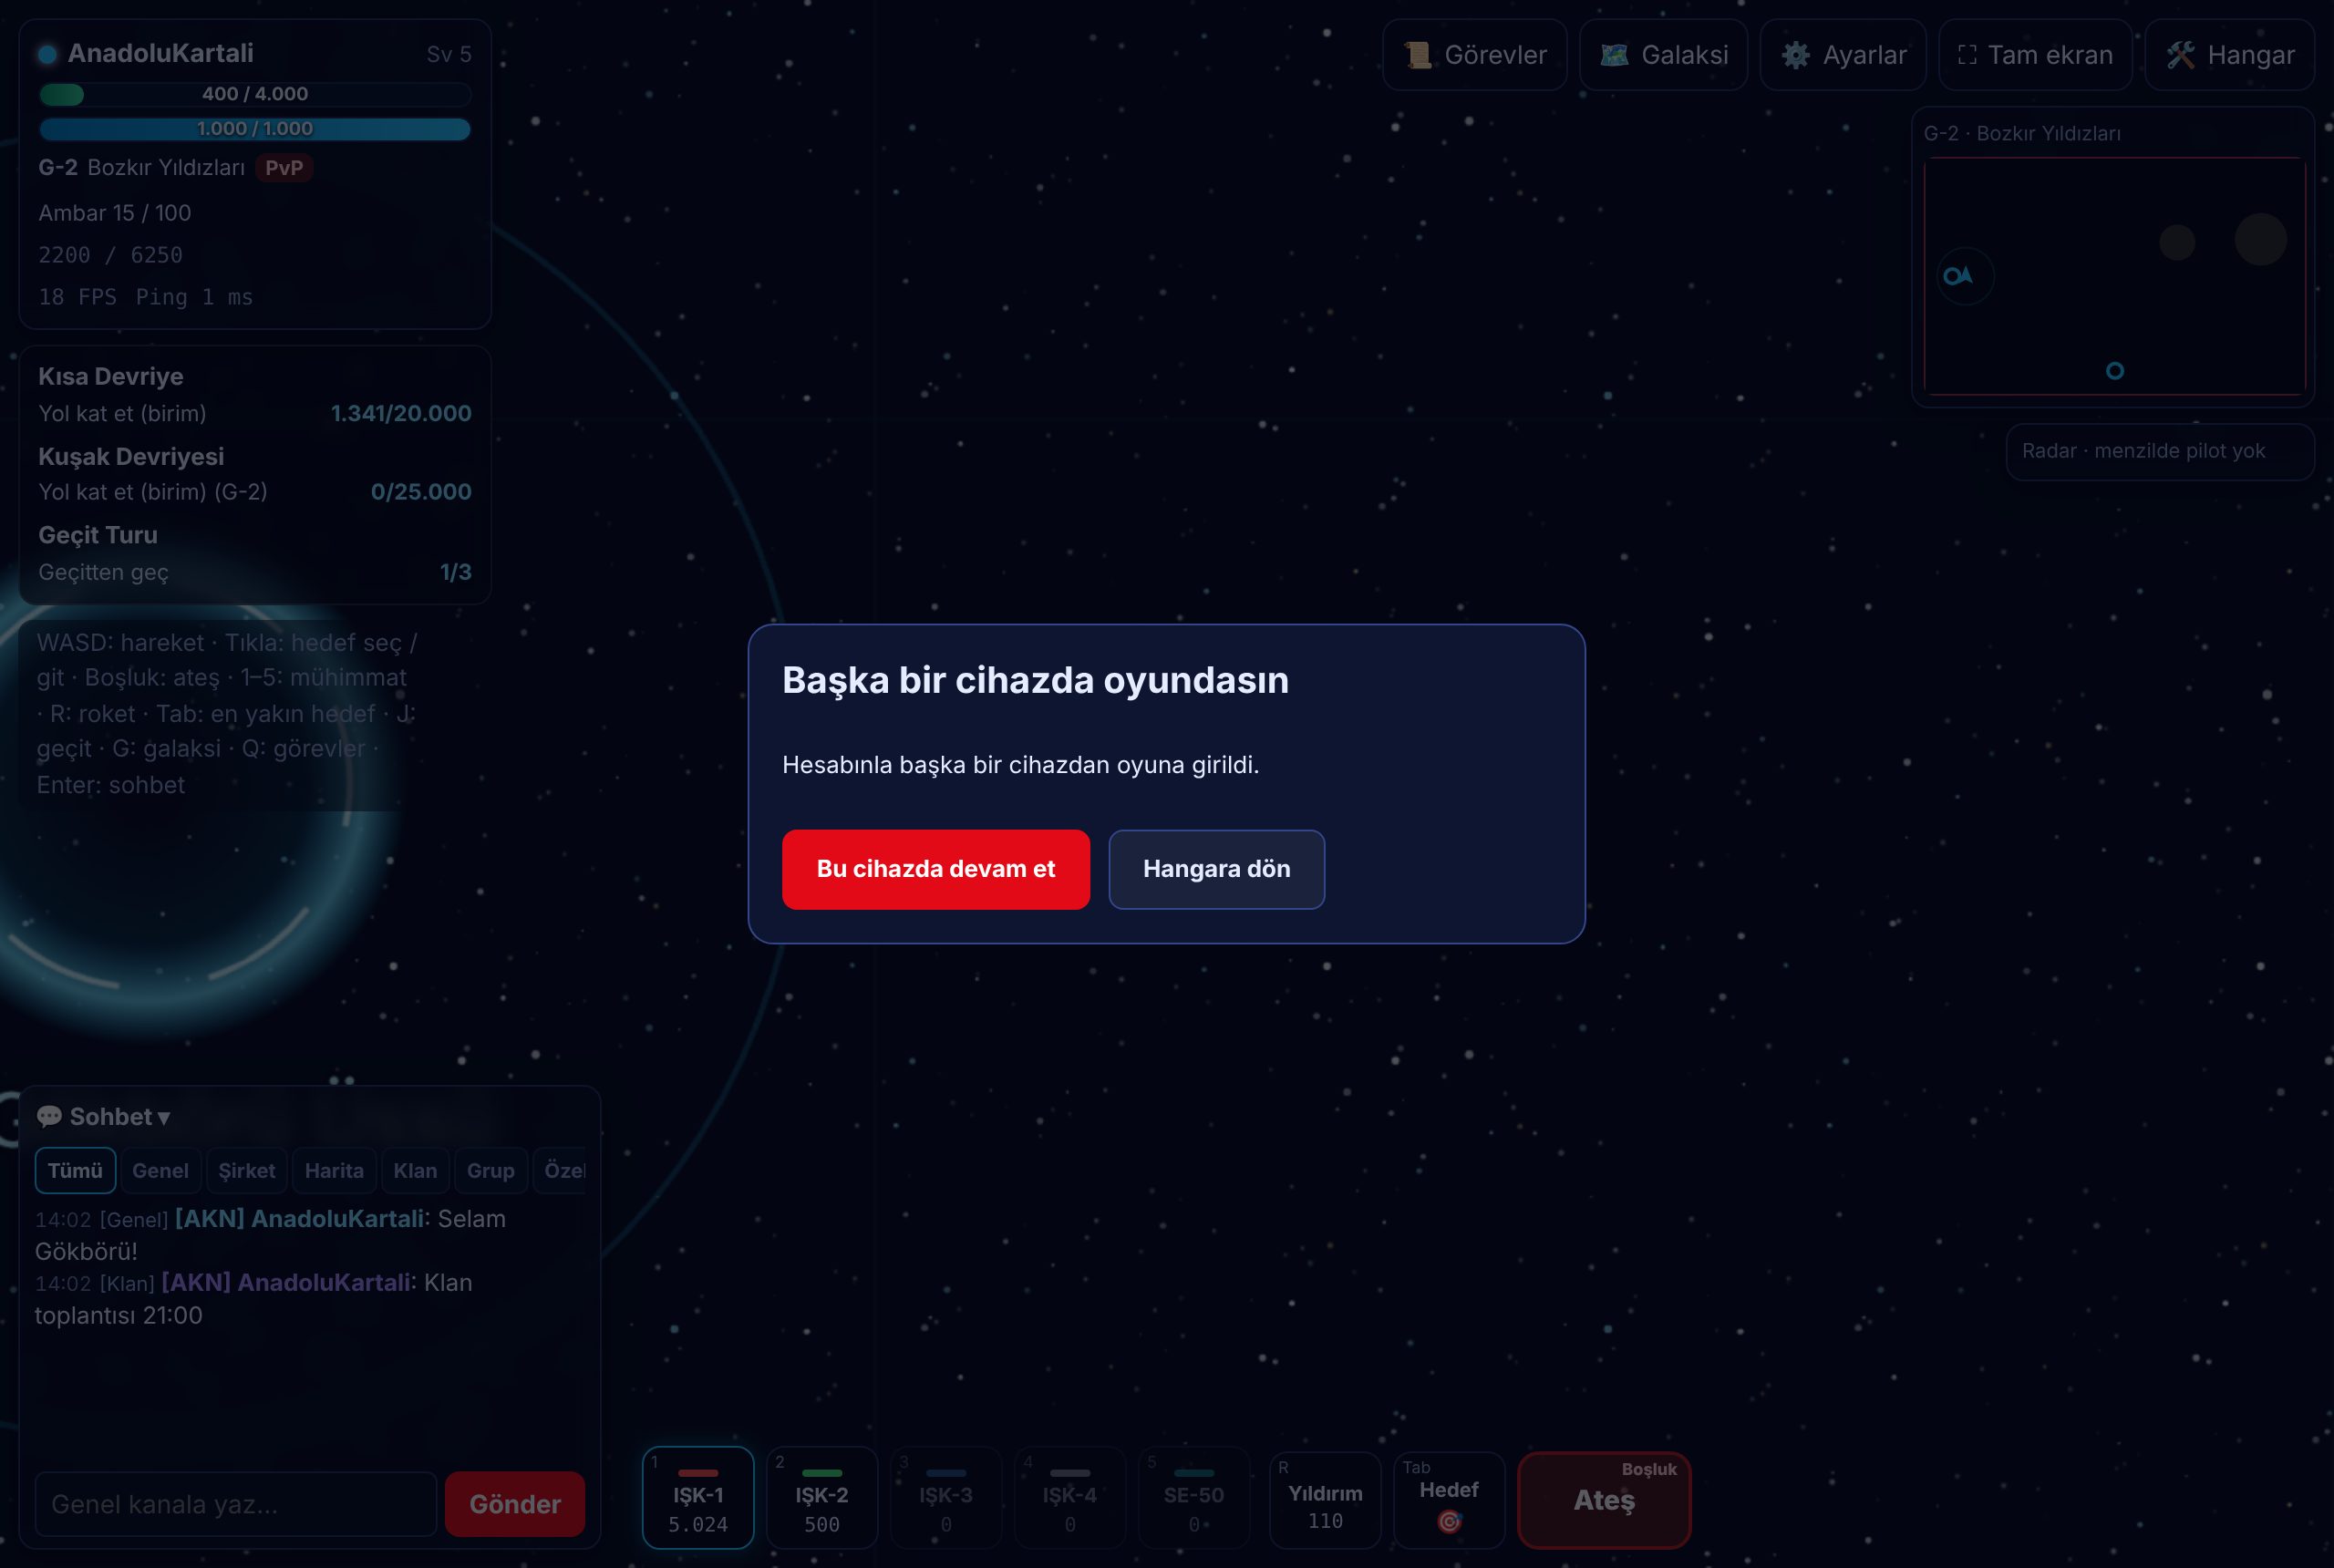 AnadoluKartali Sv 5
400 / 4.000
1.000 / 1.000
G-2 Bozkır Yıldızları PvP
Ambar 15 / 100
2200 / 6250
18 FPS Ping 1 ms
Görevler
Galaksi
Ayarlar
Tam ekran
Hangar
G-2 · Bozkır Yıldızları
Radar · menzilde pilot yok
Kısa Devriye
Yol kat et (birim) 1.341/20.000
Kuşak Devriyesi
Yol kat et (birim) (G-2) 0/25.000
Geçit Turu
Geçitten geç 1/3
WASD: hareket · Tıkla: hedef seç /
git · Boşluk: ateş · 1–5: mühimmat
· R: roket · Tab: en yakın hedef · J:
geçit · G: galaksi · Q: görevler ·
Enter: sohbet
Başka bir cihazda oyundasın
Hesabınla başka bir cihazdan oyuna girildi.
Bu cihazda devam et
Hangara dön
Sohbet ▾
Tümü Genel Şirket Harita Klan Grup Özel
14:02 [Genel] [AKN] AnadoluKartali: Selam
Gökbörü!
14:02 [Klan] [AKN] AnadoluKartali: Klan
toplantısı 21:00
Genel kanala yaz...
Gönder
1
IŞK-1
5.024
2
IŞK-2
500
3
IŞK-3
0
4
IŞK-4
0
5
SE-50
0
R
Yıldırım
110
Tab
Hedef
Boşluk
Ateş